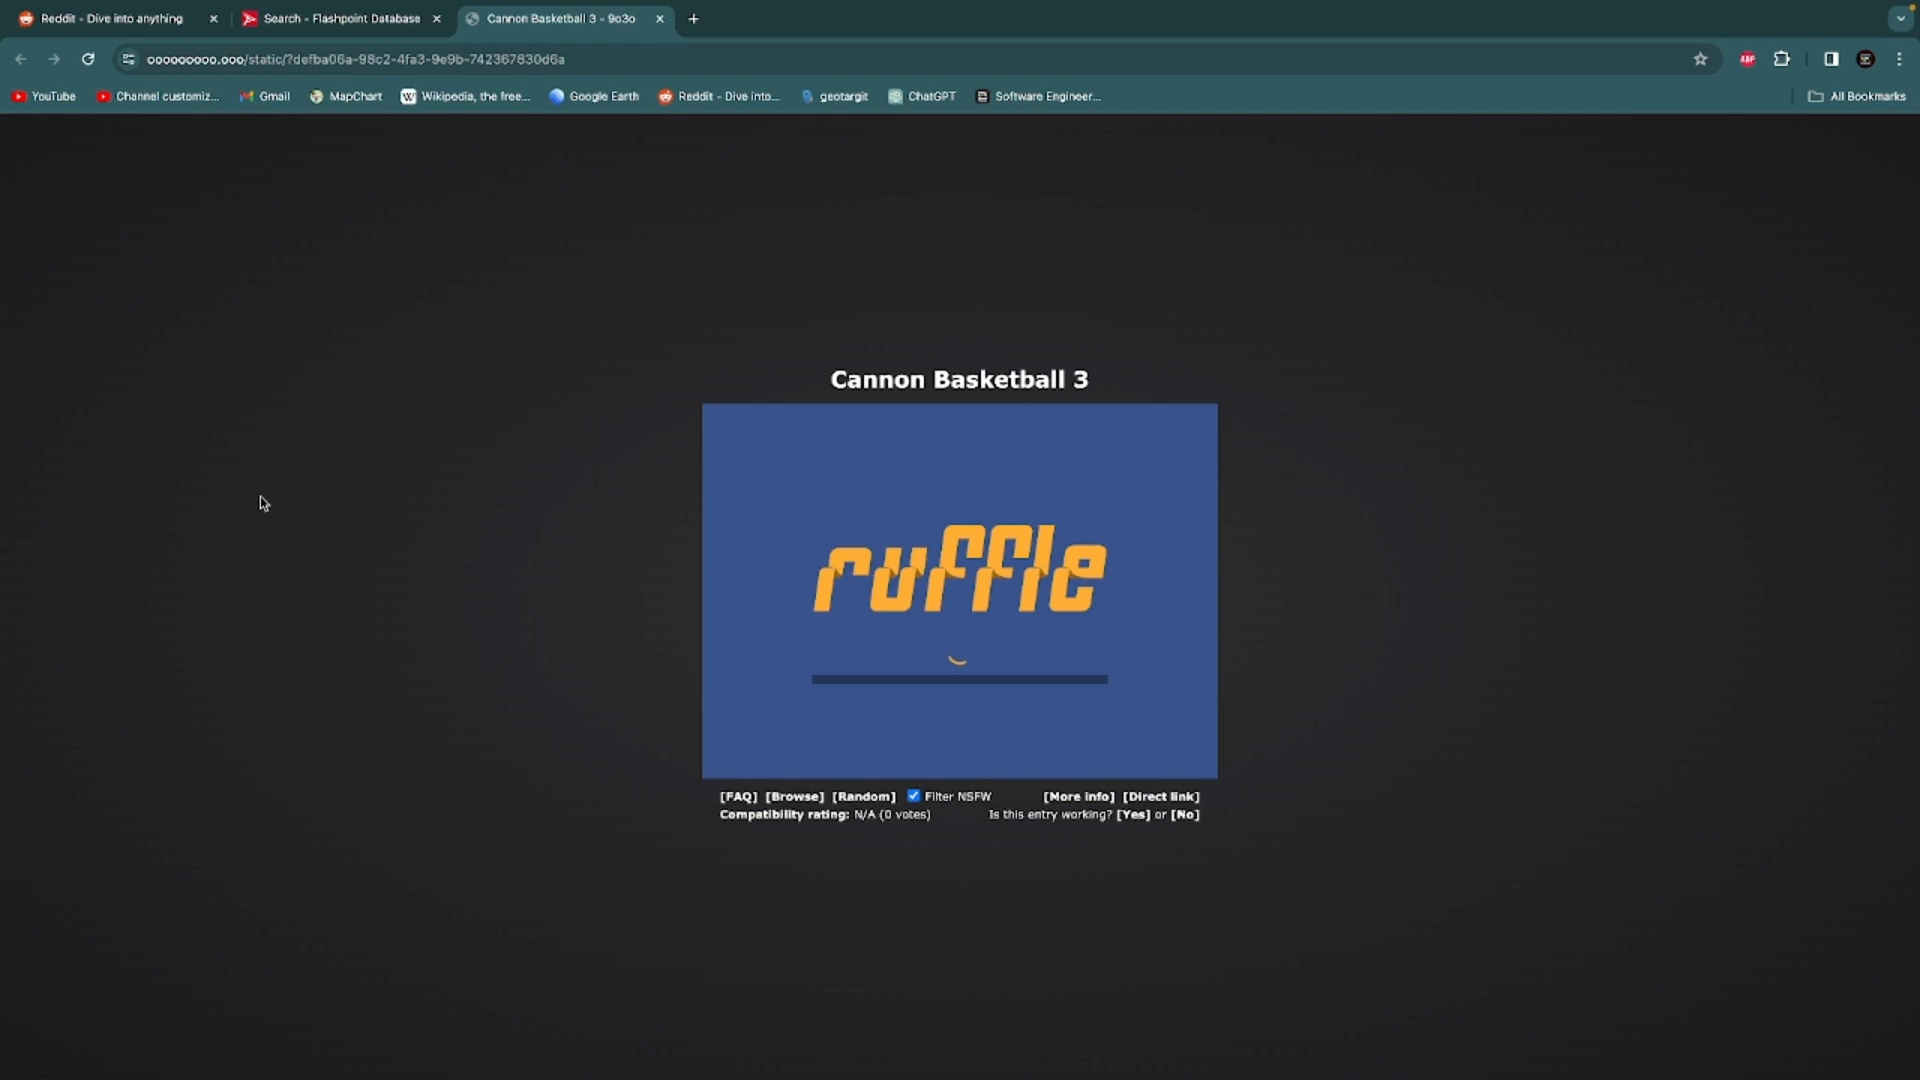 Reddit - Dive into anything
Search - Flashpoint Database
Cannon Basketball 3 - 9o3o
ooooooooo.ooo/static/?defba06a-98c2-4fa3-9e9b-742367830d6a
ABP
YouTube
Channel customiz...
Gmail
MapChart
Wikipedia, the free...
Google Earth
Reddit - Dive into...
geotargit
ChatGPT
Software Engineer...
All Bookmarks
Cannon Basketball 3
ruffle
[FAQ] [Browse] [Random] Filter NSFW [More info] [Direct link]
Compatibility rating: N/A (0 votes) Is this entry working? [Yes] or [No]